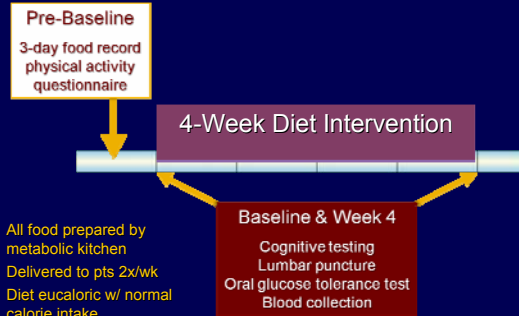 Pre-Baseline
3-day food record
physical activity
questionnaire
4-Week Diet Intervention
Baseline & Week 4
Cognitive testing
Lumbar puncture
Oral glucose tolerance test
Blood collection
All food prepared by
metabolic kitchen
Delivered to pts 2x/wk
Diet eucaloric w/ normal
calorie intake